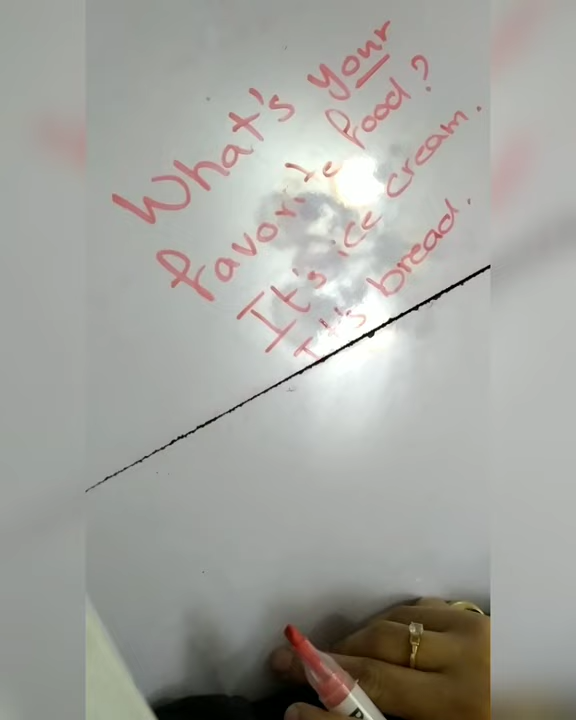 What's your
favorite food?
It's ice cream.
It's bread.